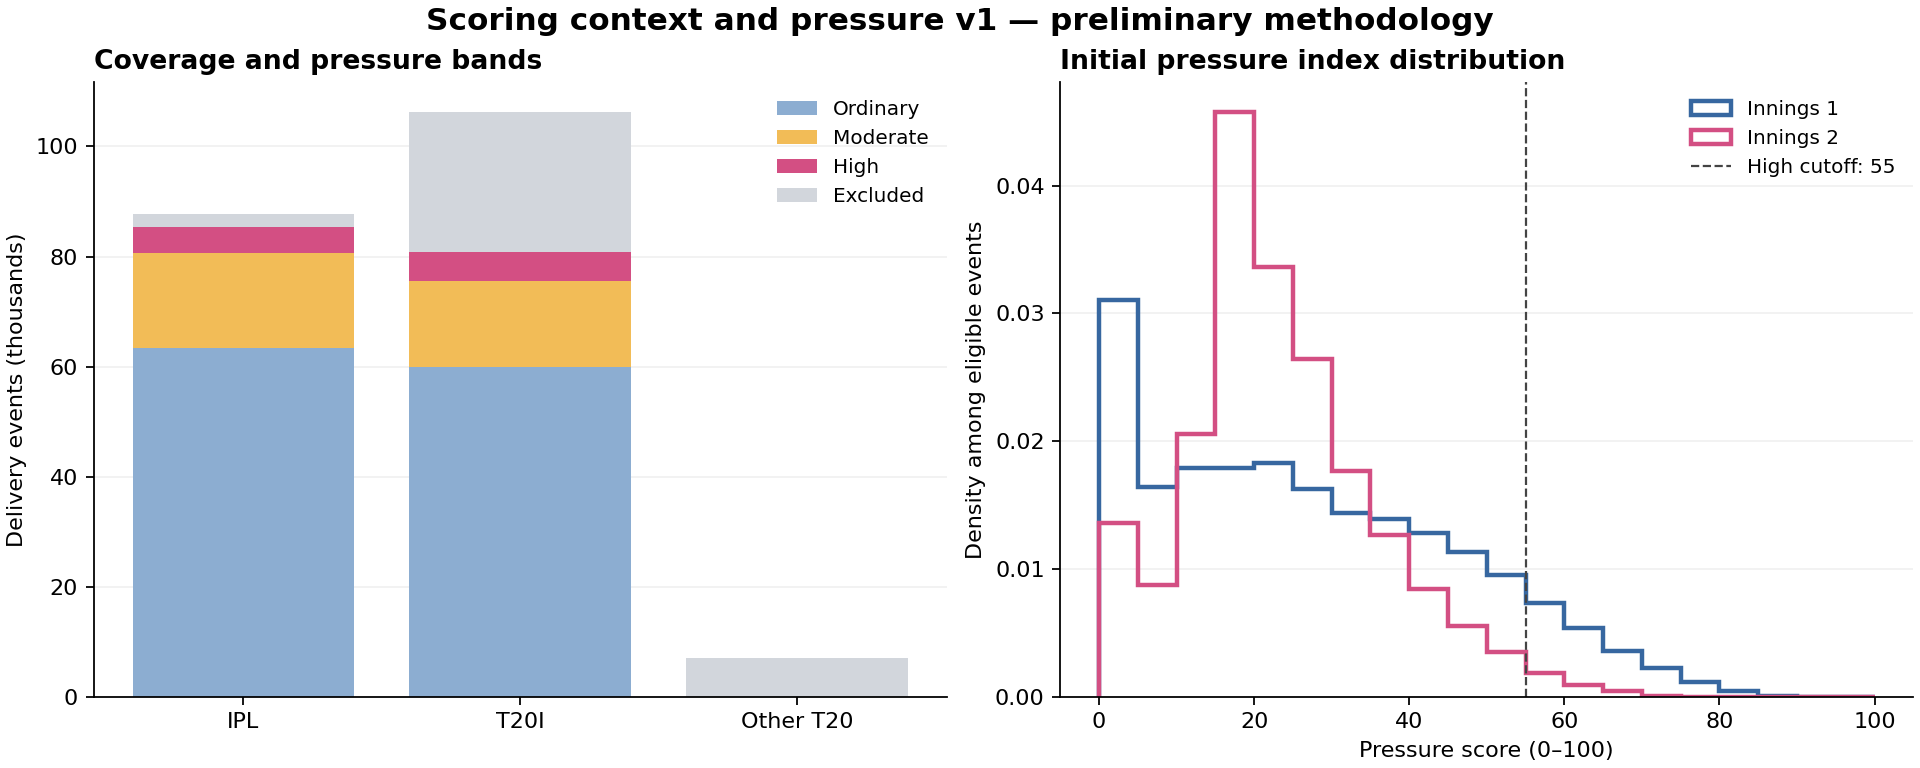 Scoring context and pressure v1 — preliminary methodology
Coverage and pressure bands
Delivery events (thousands)
100
80
60
40
20
0
IPL
T20I
Other T20
Ordinary
Moderate
High
Excluded
Initial pressure index distribution
Density among eligible events
0.04
0.03
0.02
0.01
0.00
0
20
40
60
80
100
Pressure score (0–100)
Innings 1
Innings 2
High cutoff: 55